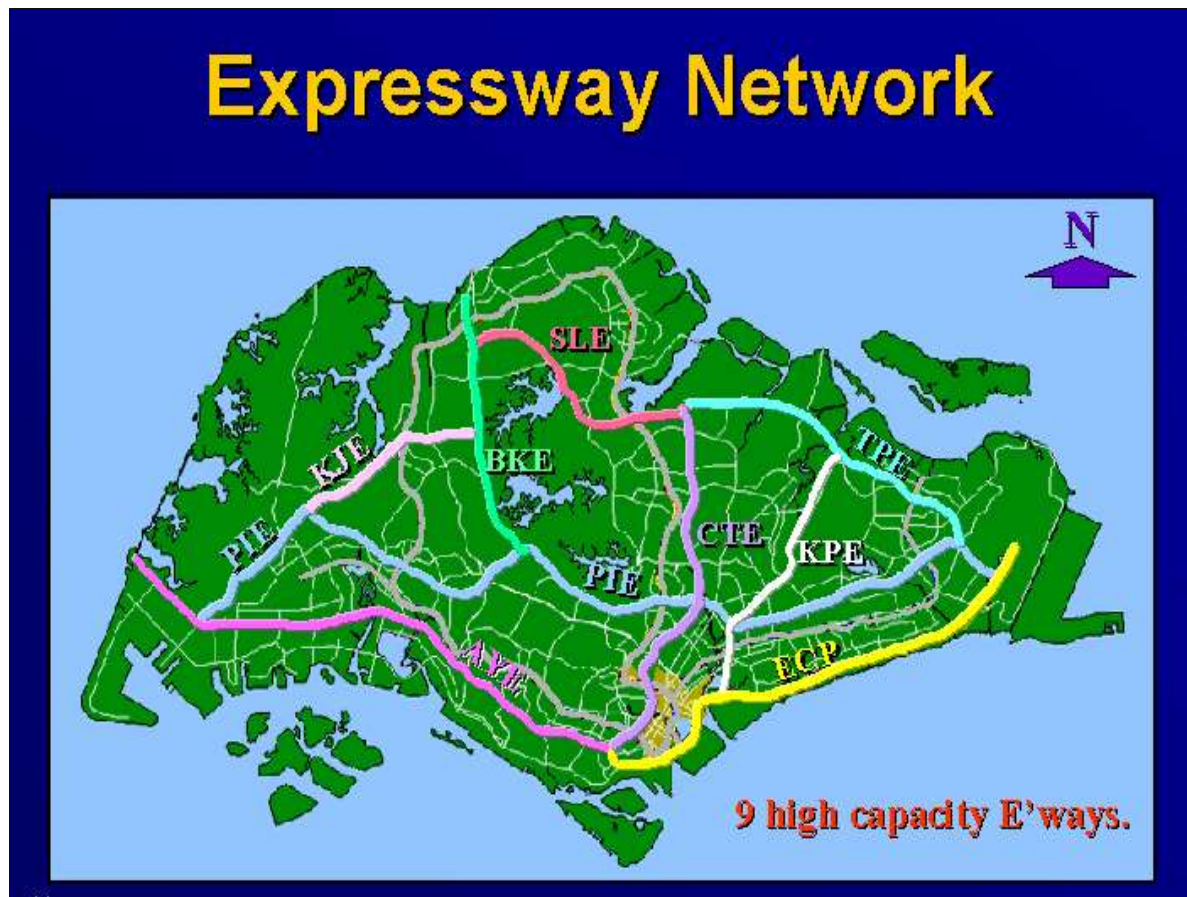 Expressway Network
N
SLE
KJE
BKE
TPE
PIE
CTE
KPE
PIE
AYE
ECP
9 high capacity E'ways.